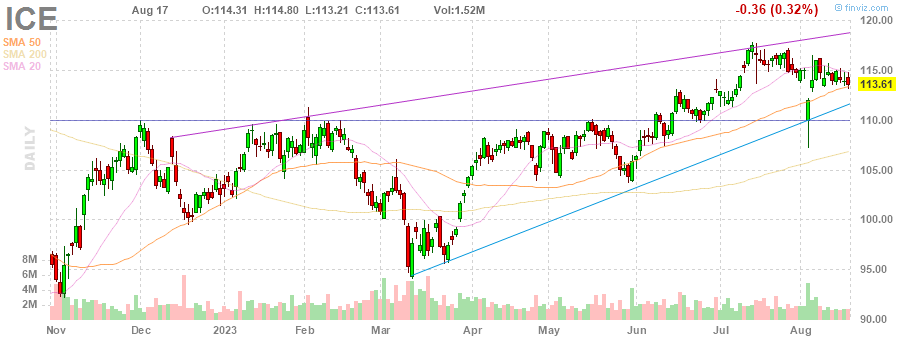 ICE
Aug 17 O:114.31 H:114.80 L:113.21 C:113.61 Vol:1.52M
-0.36 (0.32%)
© finviz.com
SMA 50
SMA 200
SMA 20
DAILY
120.00
115.00
113.61
110.00
105.00
100.00
95.00
90.00
8M
6M
4M
2M
Nov Dec 2023 Feb Mar Apr May Jun Jul Aug